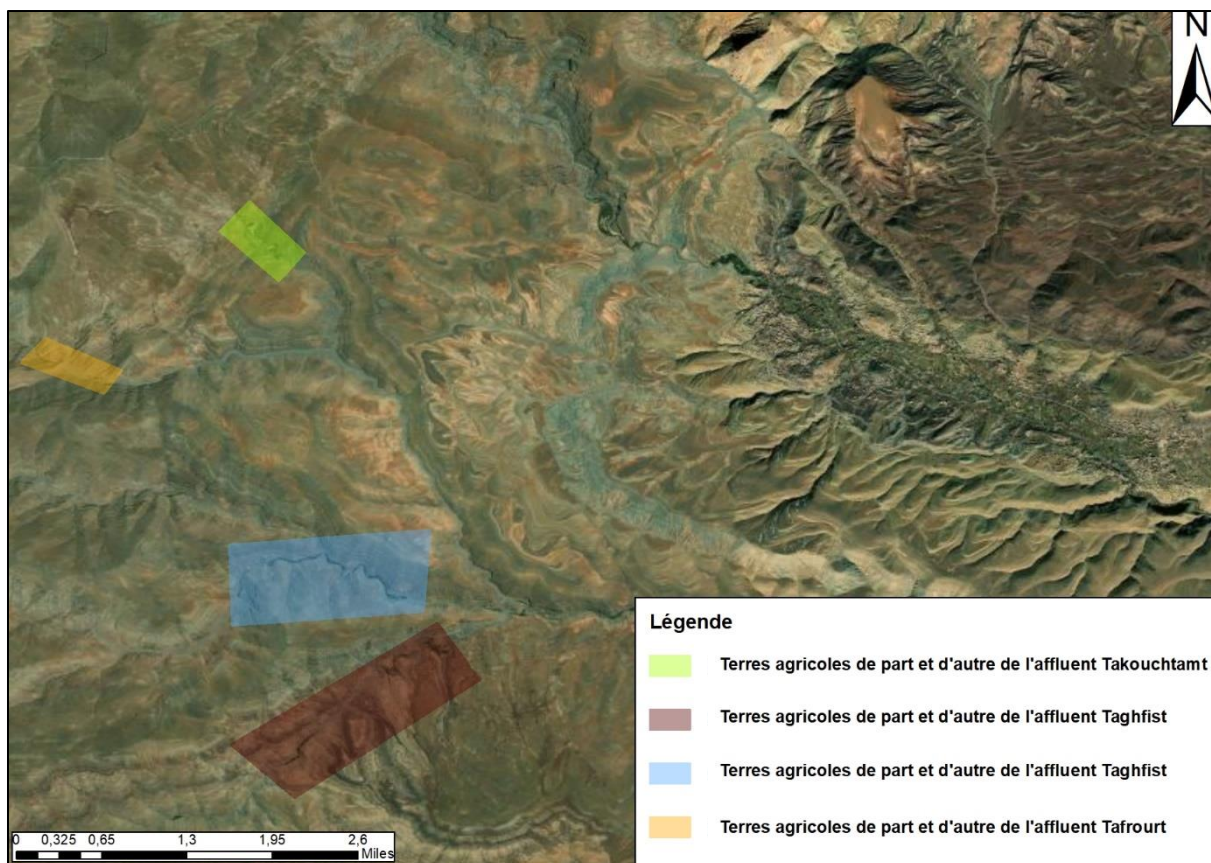 N
Légende
Terres agricoles de part et d'autre de l'affluent Takouchtamt
Terres agricoles de part et d'autre de l'affluent Taghfist
Terres agricoles de part et d'autre de l'affluent Taghfist
Terres agricoles de part et d'autre de l'affluent Tafrourt
0 0,325 0,65 1,3 1,95 2,6
Miles